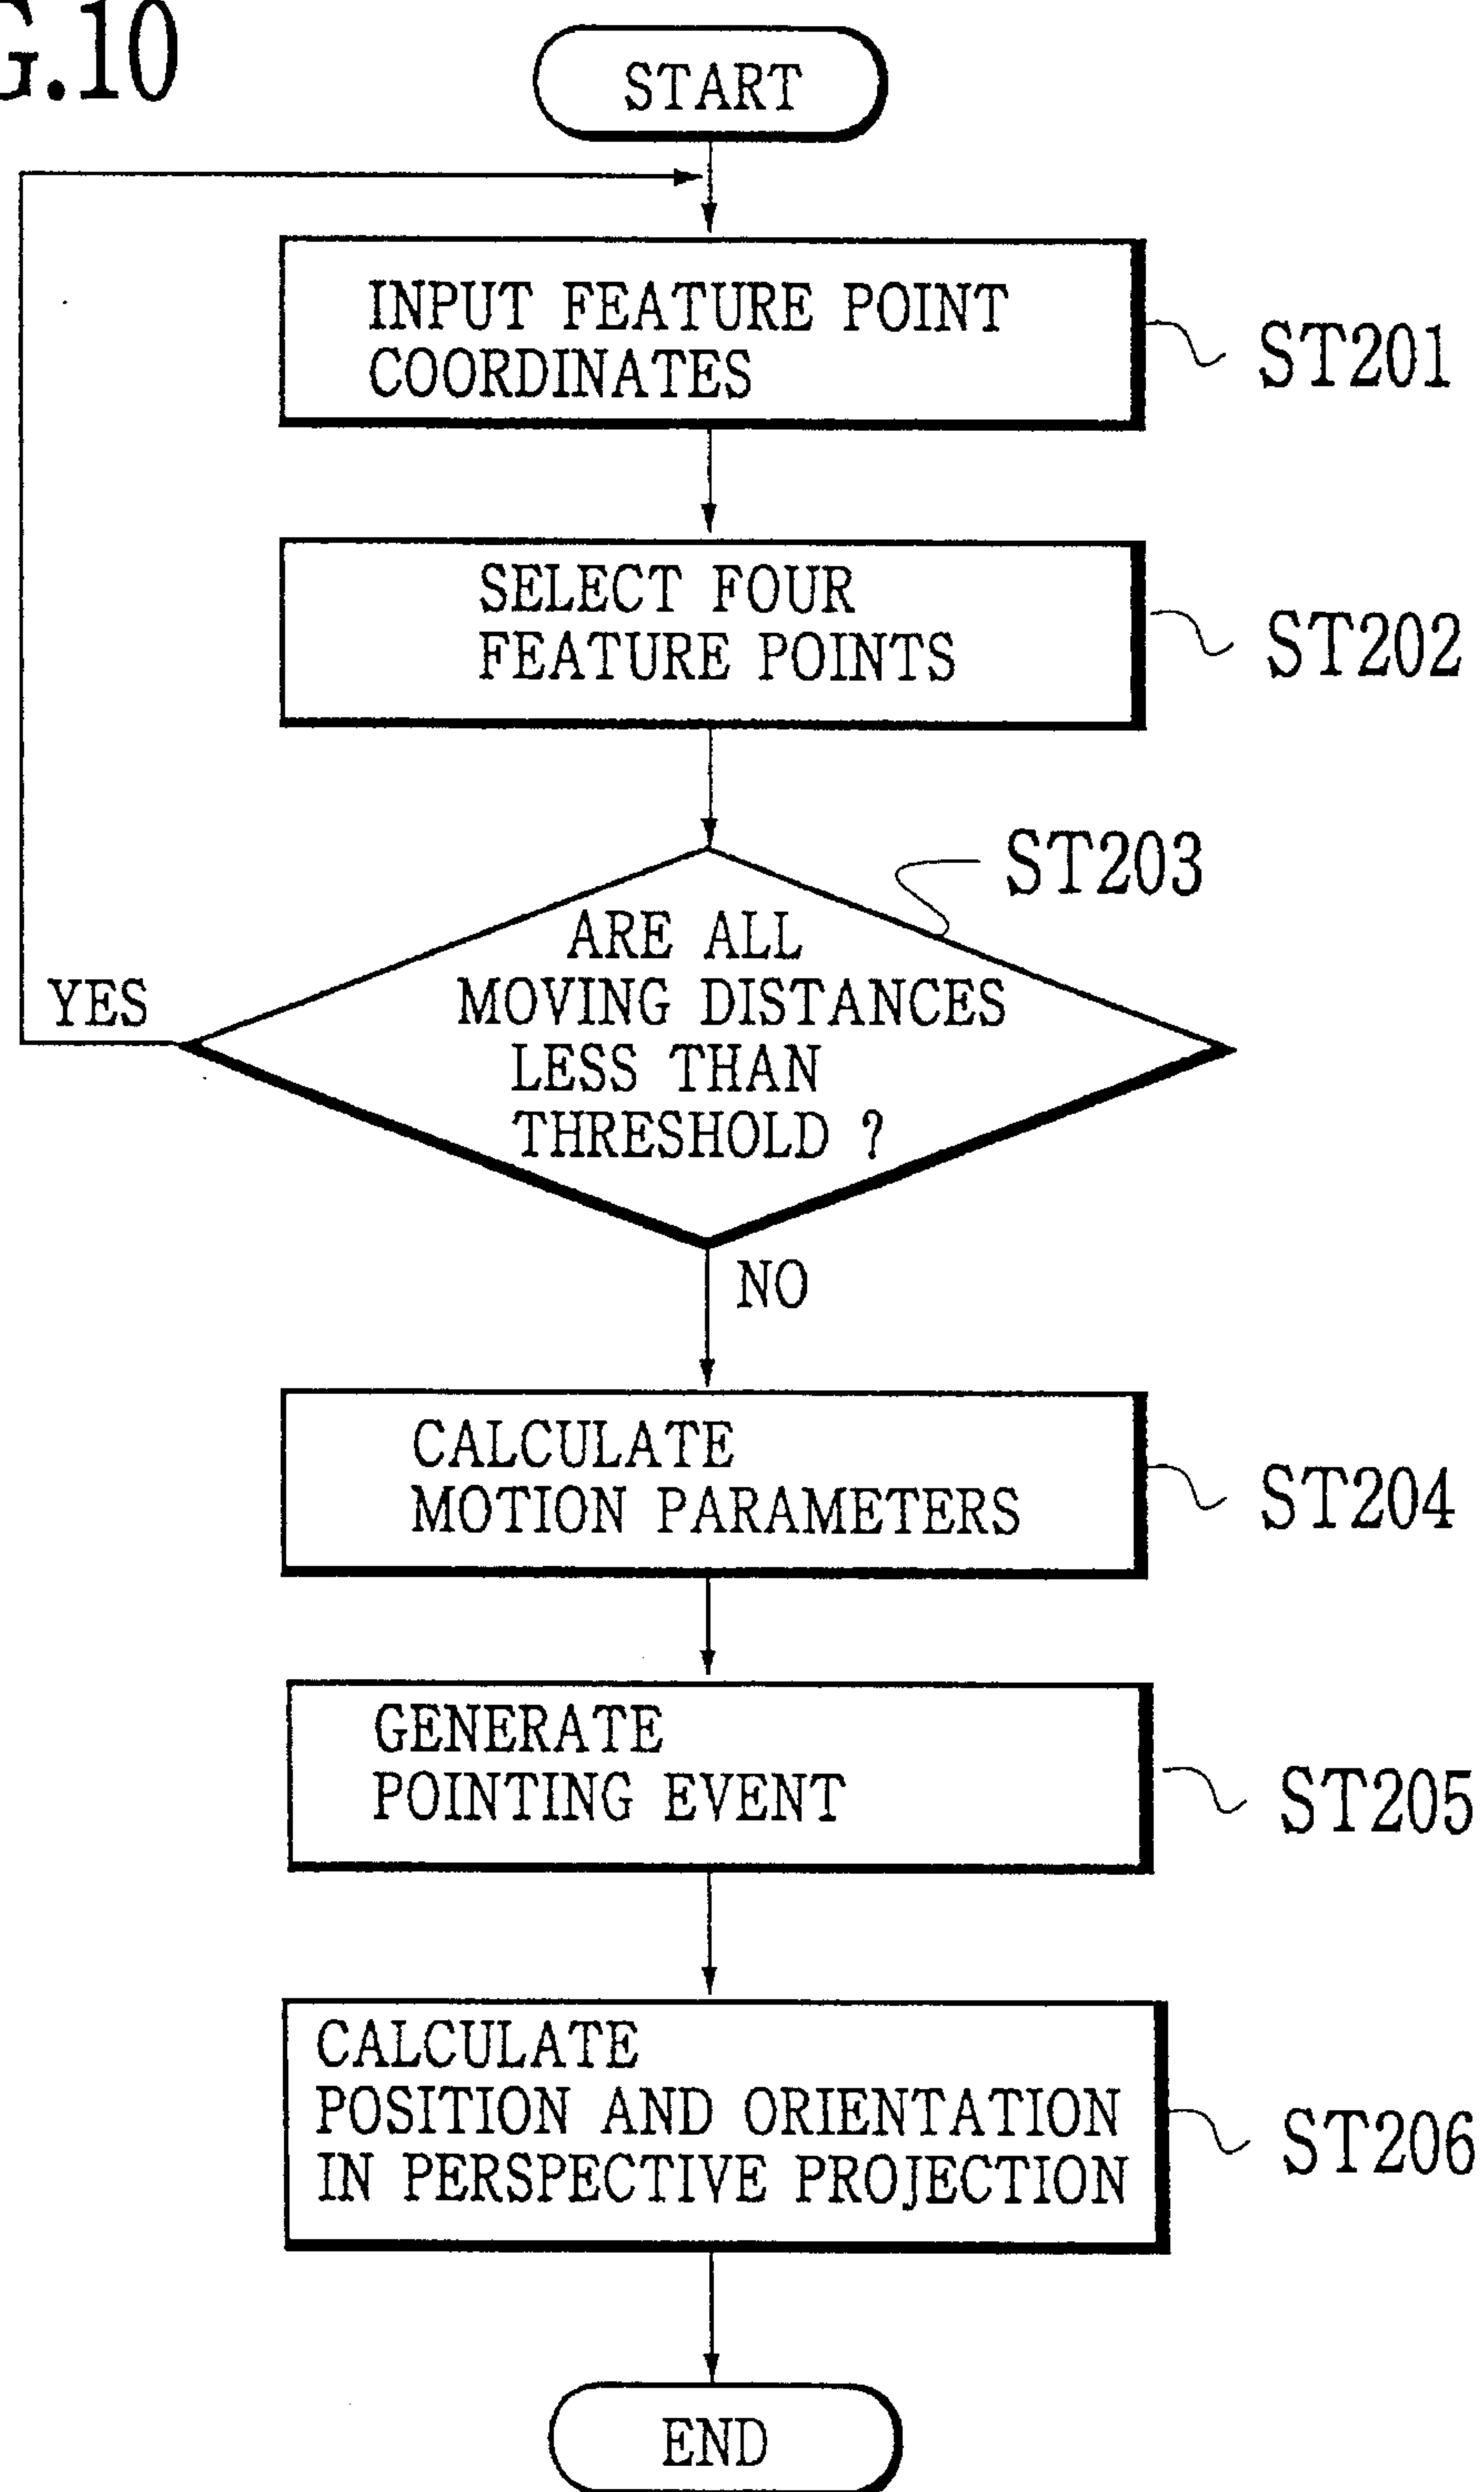 G.10
START
INPUT FEATURE POINT
COORDINATES
ST201
SELECT FOUR
FEATURE POINTS
ST202
ST203
ARE ALL
MOVING DISTANCES
LESS THAN
THRESHOLD ?
YES
NO
CALCULATE
MOTION PARAMETERS
ST204
GENERATE
POINTING EVENT
ST205
CALCULATE
POSITION AND ORIENTATION
IN PERSPECTIVE PROJECTION
ST206
END